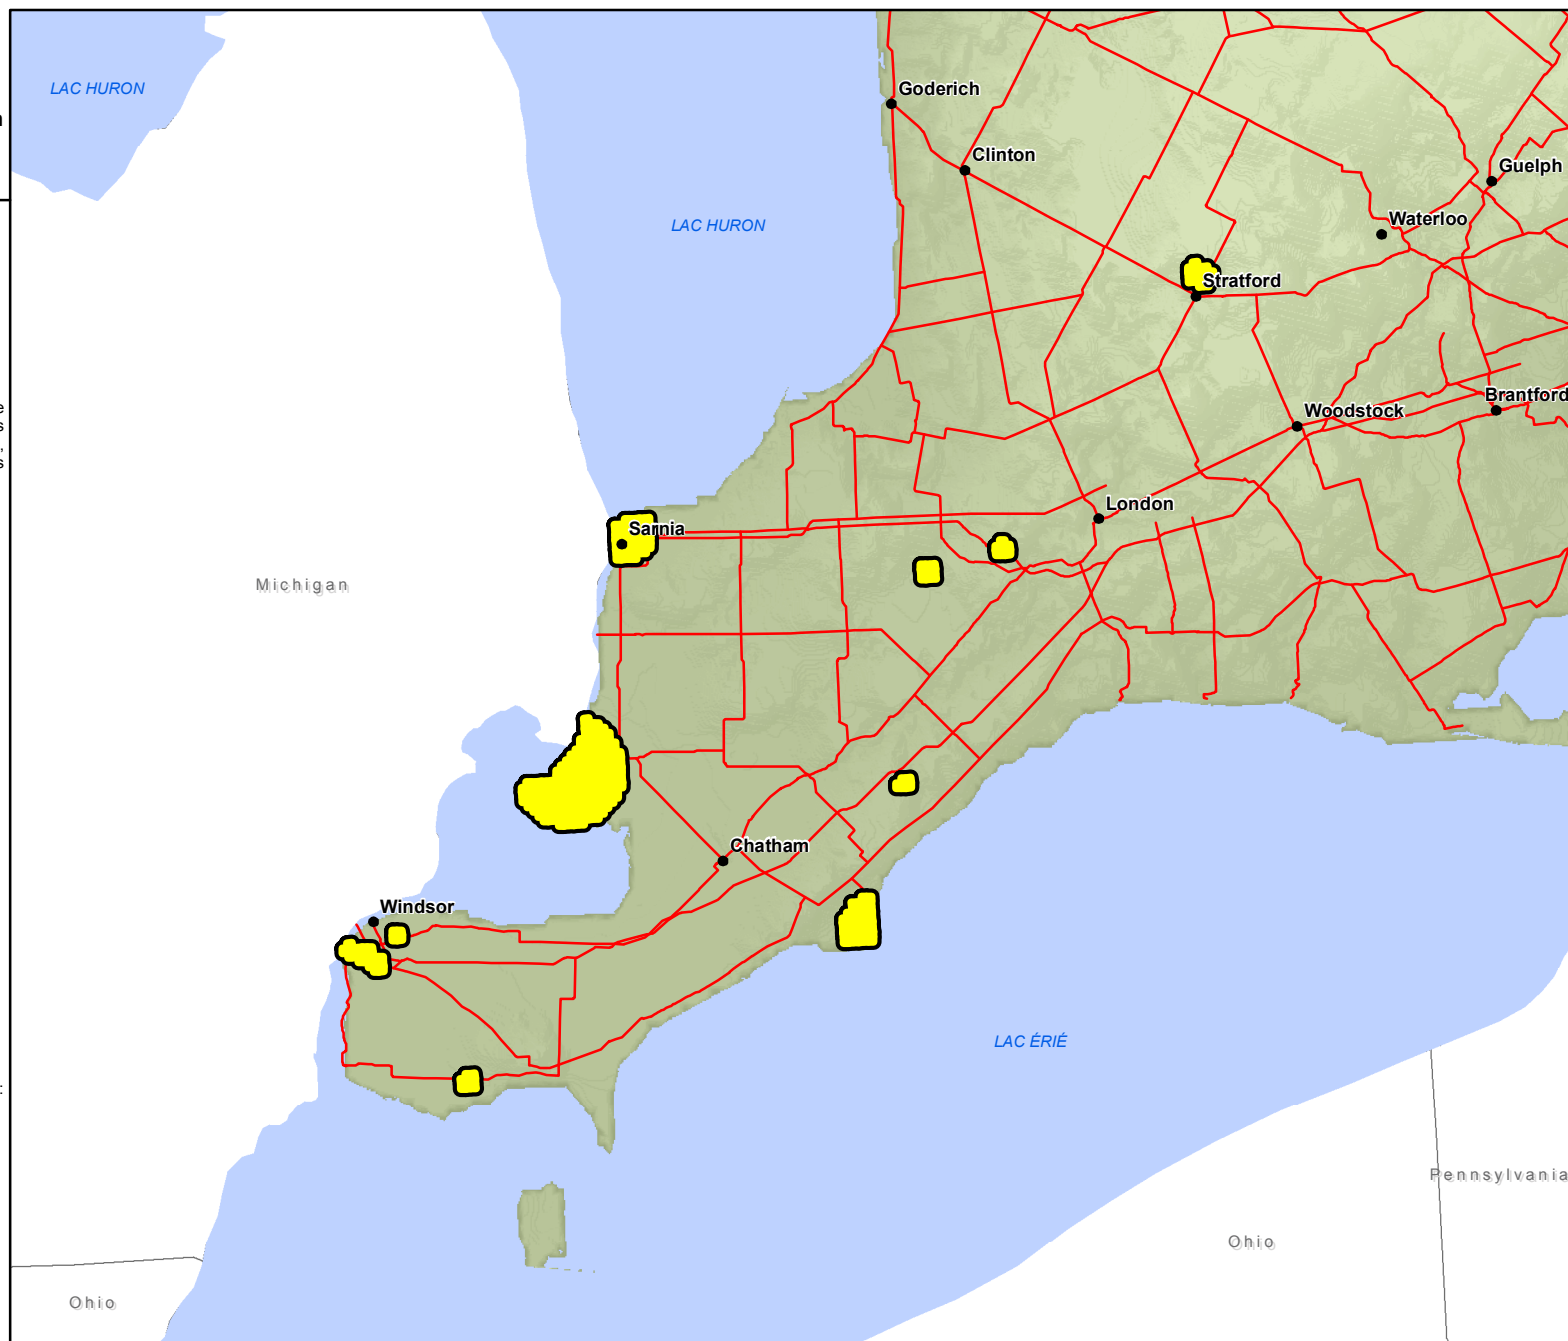 LAC HURON
Goderich
n
Clinton
Guelph
Waterloo
LAC HURON
Stratford
Brantford
e
Woodstock
s
,
s
London
Sarnia
Michigan
Chatham
Windsor
LAC ÉRIÉ
:
Pennsylvania
Ohio
Ohio